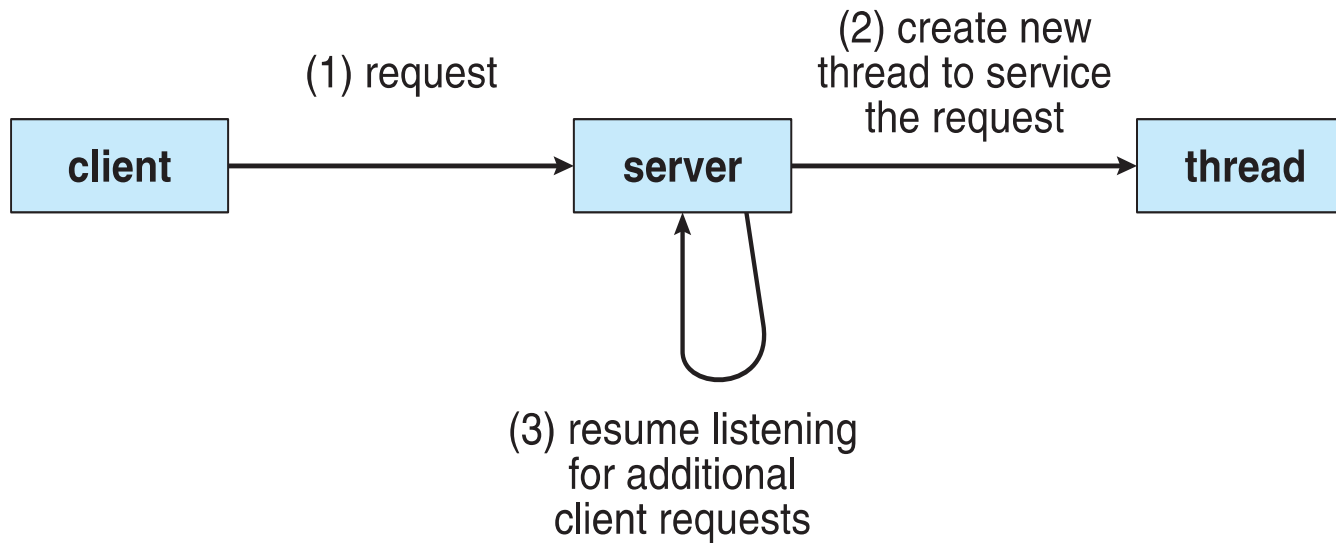 (1) request
(2) create new
thread to service
the request
client
server
thread
(3) resume listening
for additional
client requests